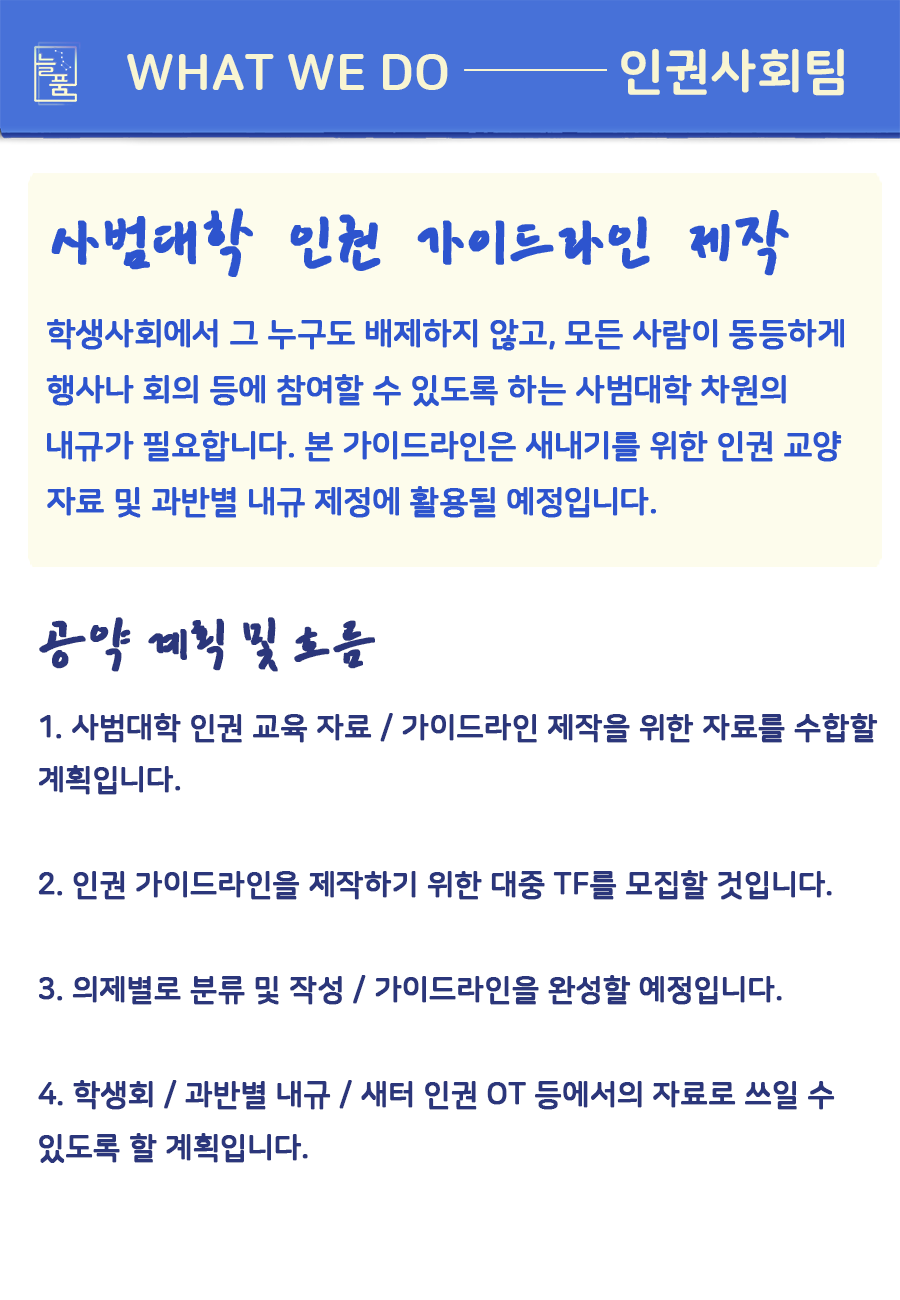 늘품
WHAT WE DO
인권사회팀
사범대학 인권 가이드라인 제작
학생사회에서 그 누구도 배제하지 않고, 모든 사람이 동등하게
행사나 회의 등에 참여할 수 있도록 하는 사범대학 차원의
내규가 필요합니다. 본 가이드라인은 새내기를 위한 인권 교양
자료 및 과반별 내규 제정에 활용될 예정입니다.
공약 계획 및 흐름
1. 사범대학 인권 교육 자료 / 가이드라인 제작을 위한 자료를 수합할
계획입니다.
2. 인권 가이드라인을 제작하기 위한 대중 TF를 모집할 것입니다.
3. 의제별로 분류 및 작성 / 가이드라인을 완성할 예정입니다.
4. 학생회 / 과반별 내규 / 새터 인권 OT 등에서의 자료로 쓰일 수
있도록 할 계획입니다.